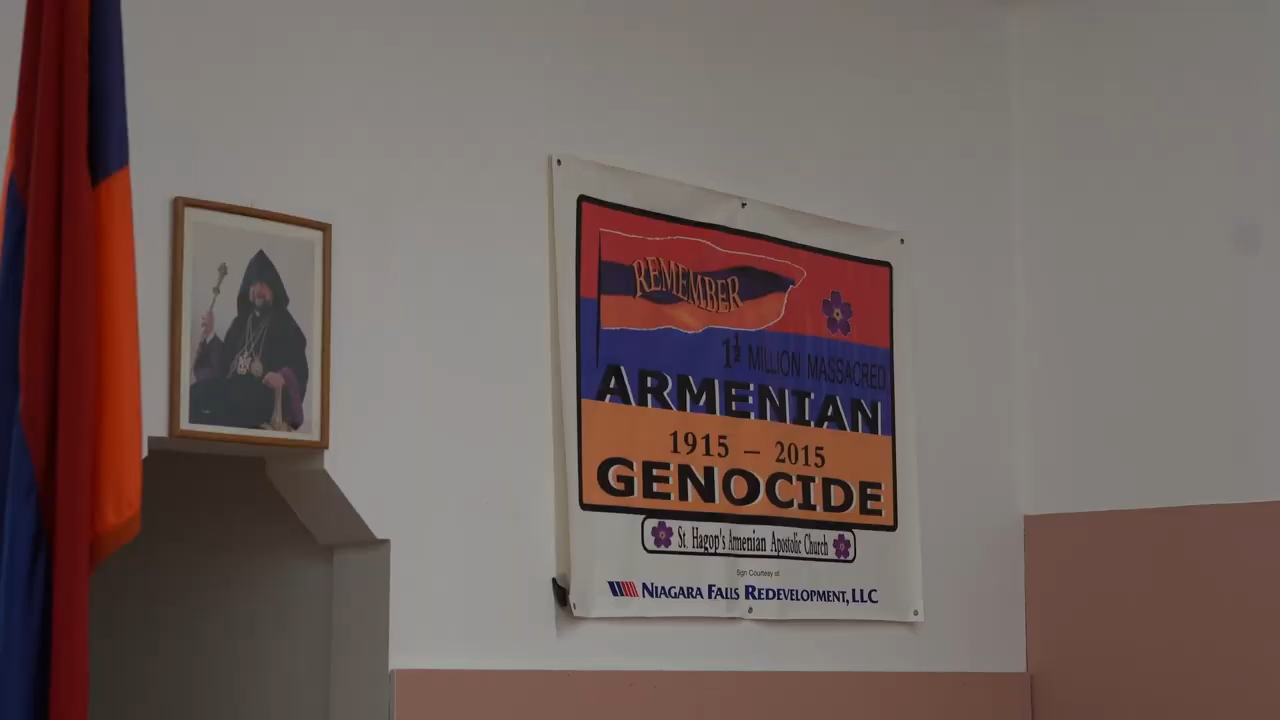 REMEMBER
1½ MILLION MASSACRED
ARMENIAN
1915 – 2015
GENOCIDE
St. Hagop's Armenian Apostolic Church
Sign Courtesy of:
NIAGARA FALLS REDEVELOPMENT, LLC